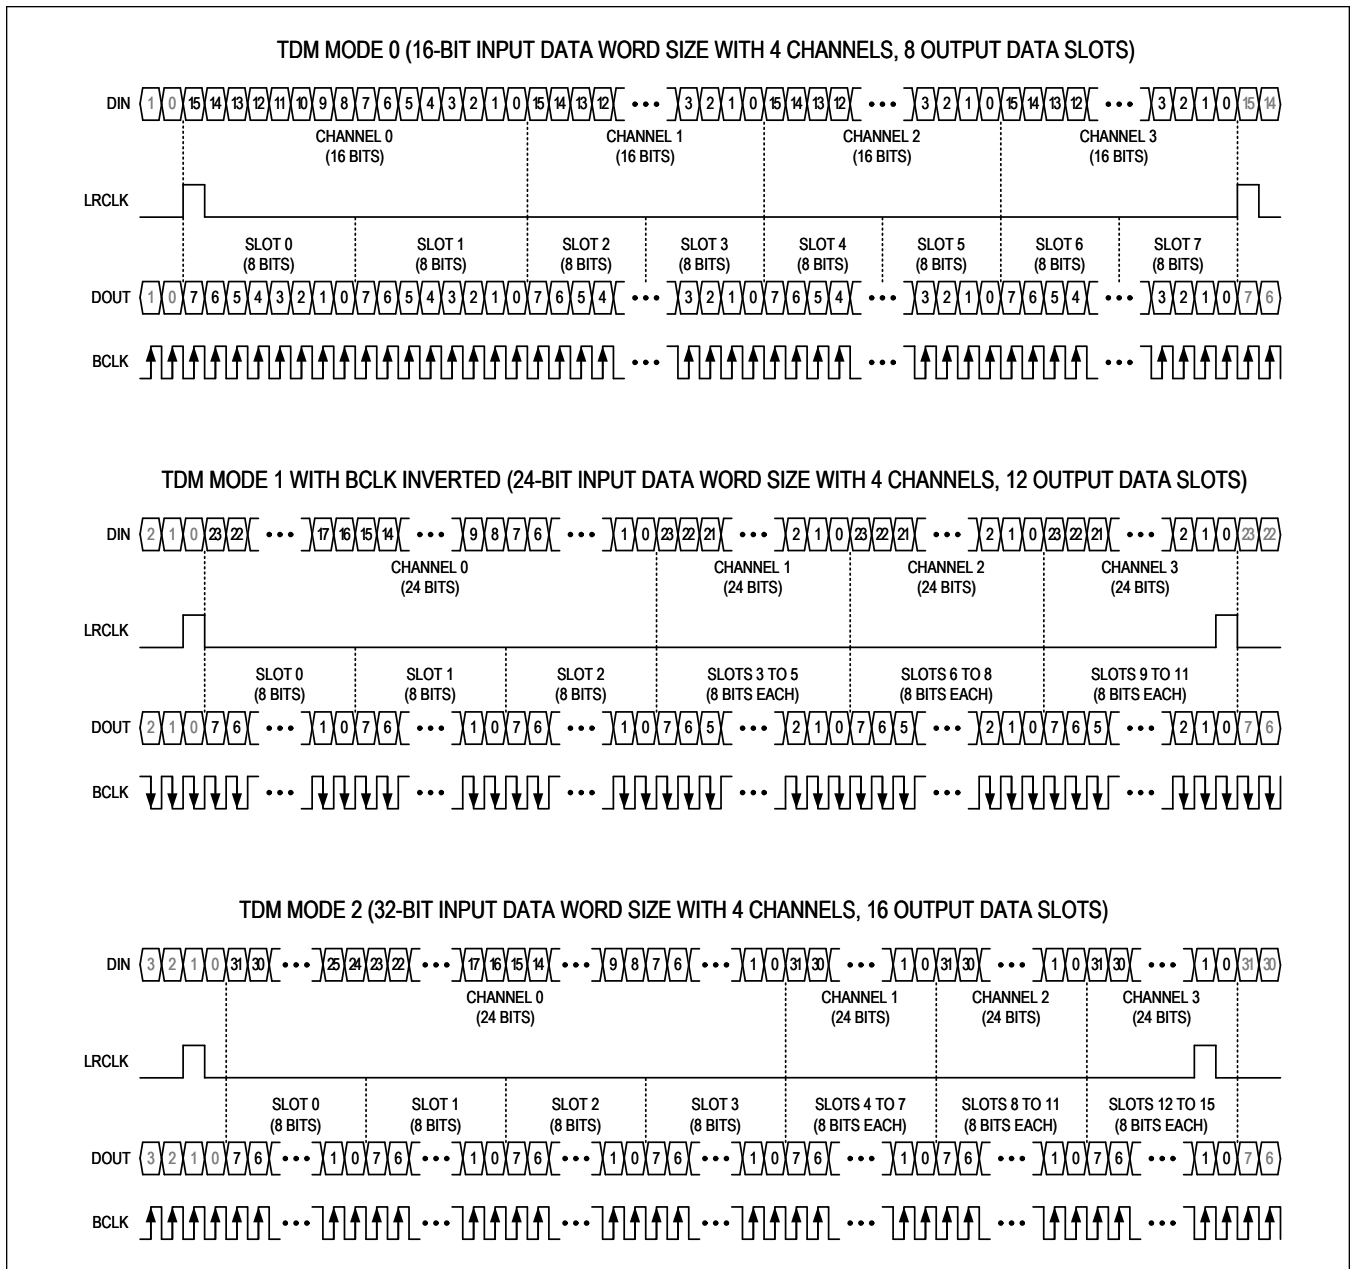 TDM MODE 0 (16-BIT INPUT DATA WORD SIZE WITH 4 CHANNELS, 8 OUTPUT DATA SLOTS)
DIN 1 0 15 14 13 12 11 10 9 8 7 6 5 4 3 2 1 0 15 14 13 12 ••• 3 2 1 0 15 14 13 12 ••• 3 2 1 0 15 14 13 12 ••• 3 2 1 0 15 14
CHANNEL 0 CHANNEL 1 CHANNEL 2 CHANNEL 3
(16 BITS) (16 BITS) (16 BITS) (16 BITS)
LRCLK
SLOT 0 SLOT 1 SLOT 2 SLOT 3 SLOT 4 SLOT 5 SLOT 6 SLOT 7
(8 BITS) (8 BITS) (8 BITS) (8 BITS) (8 BITS) (8 BITS) (8 BITS) (8 BITS)
DOUT 1 0 7 6 5 4 3 2 1 0 7 6 5 4 3 2 1 0 7 6 5 4 ••• 3 2 1 0 7 6 5 4 ••• 3 2 1 0 7 6 5 4 ••• 3 2 1 0 7 6
BCLK ••• ••• •••
TDM MODE 1 WITH BCLK INVERTED (24-BIT INPUT DATA WORD SIZE WITH 4 CHANNELS, 12 OUTPUT DATA SLOTS)
DIN 2 1 0 23 22 ••• 17 16 15 14 ••• 9 8 7 6 ••• 1 0 23 22 21 ••• 2 1 0 23 22 21 ••• 2 1 0 23 22 21 ••• 2 1 0 23 22
CHANNEL 0 CHANNEL 1 CHANNEL 2 CHANNEL 3
(24 BITS) (24 BITS) (24 BITS) (24 BITS)
LRCLK
SLOT 0 SLOT 1 SLOT 2 SLOTS 3 TO 5 SLOTS 6 TO 8 SLOTS 9 TO 11
(8 BITS) (8 BITS) (8 BITS) (8 BITS EACH) (8 BITS EACH) (8 BITS EACH)
DOUT 2 1 0 7 6 ••• 1 0 7 6 ••• 1 0 7 6 ••• 1 0 7 6 5 ••• 2 1 0 7 6 5 ••• 2 1 0 7 6 5 ••• 2 1 0 7 6
BCLK ••• ••• ••• ••• ••• •••
TDM MODE 2 (32-BIT INPUT DATA WORD SIZE WITH 4 CHANNELS, 16 OUTPUT DATA SLOTS)
DIN 3 2 1 0 31 30 ••• 25 24 23 22 ••• 17 16 15 14 ••• 9 8 7 6 ••• 1 0 31 30 ••• 1 0 31 30 ••• 1 0 31 30 ••• 1 0 31 30
CHANNEL 0 CHANNEL 1 CHANNEL 2 CHANNEL 3
(24 BITS) (24 BITS) (24 BITS) (24 BITS)
LRCLK
SLOT 0 SLOT 1 SLOT 2 SLOT 3 SLOTS 4 TO 7 SLOTS 8 TO 11 SLOTS 12 TO 15
(8 BITS) (8 BITS) (8 BITS) (8 BITS) (8 BITS EACH) (8 BITS EACH) (8 BITS EACH)
DOUT 3 2 1 0 7 6 ••• 1 0 7 6 ••• 1 0 7 6 ••• 1 0 7 6 ••• 1 0 7 6 ••• 1 0 7 6 ••• 1 0 7 6 ••• 1 0 7 6
BCLK ••• ••• ••• ••• ••• ••• •••